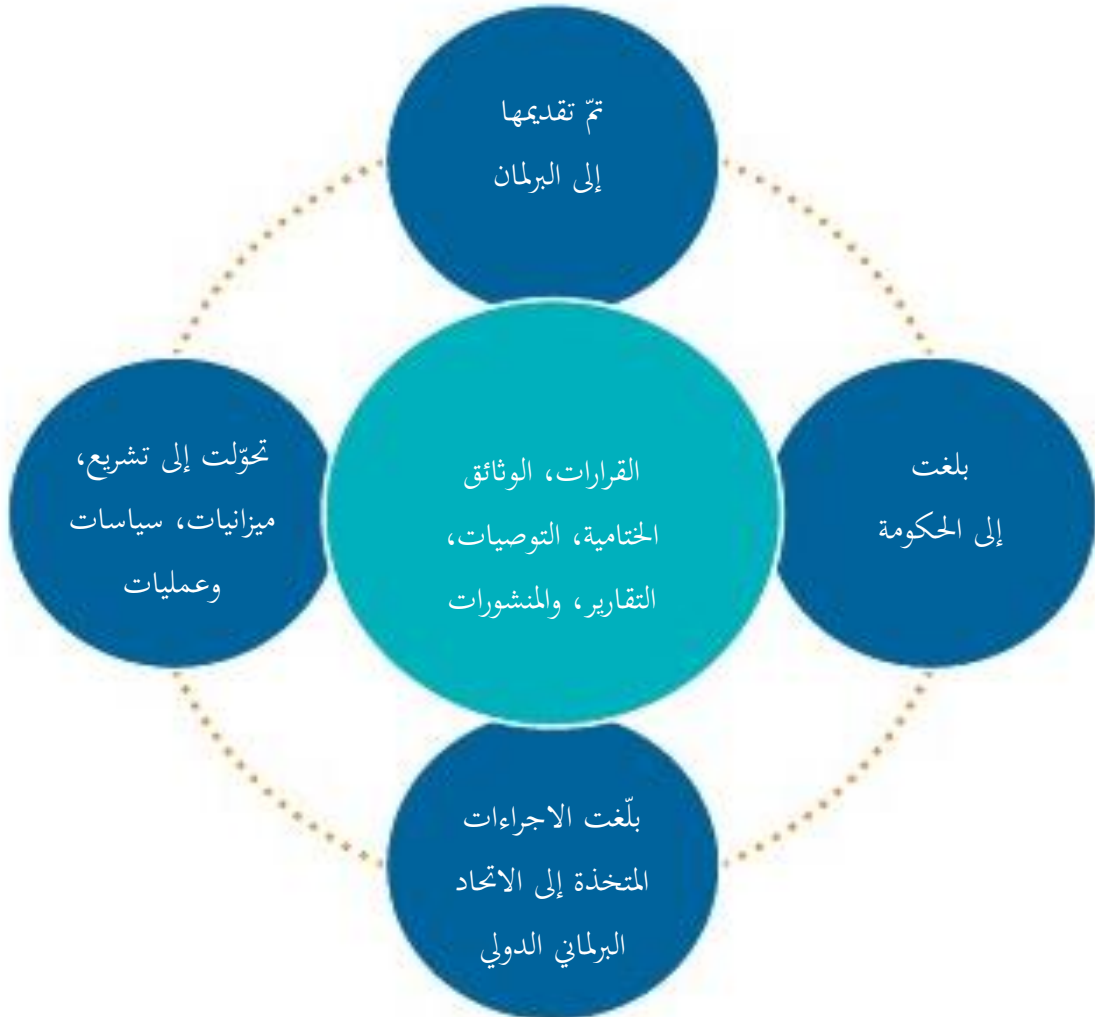 تمّ تقديمها
إلى البرلمان
بلغت
إلى الحكومة
القرارات، الوثائق
الختامية، التوصيات،
التقارير، والمنشورات
تحوّلت إلى تشريع،
ميزانيات، سياسات
وعمليات
بلّغت الاجراءات
المتخذة إلى الاتحاد
البرلماني الدولي